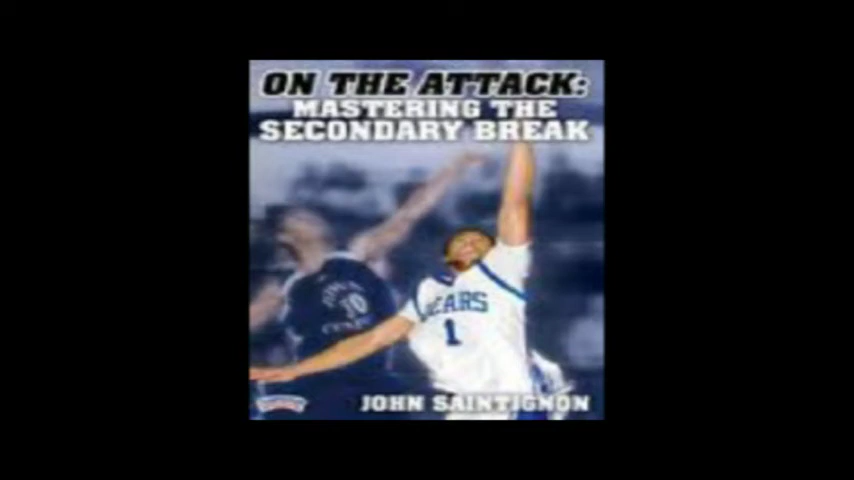 ON THE ATTACK:
MASTERING THE
SECONDARY BREAK
BEARS
1
10
JOHN SAINTIGNON